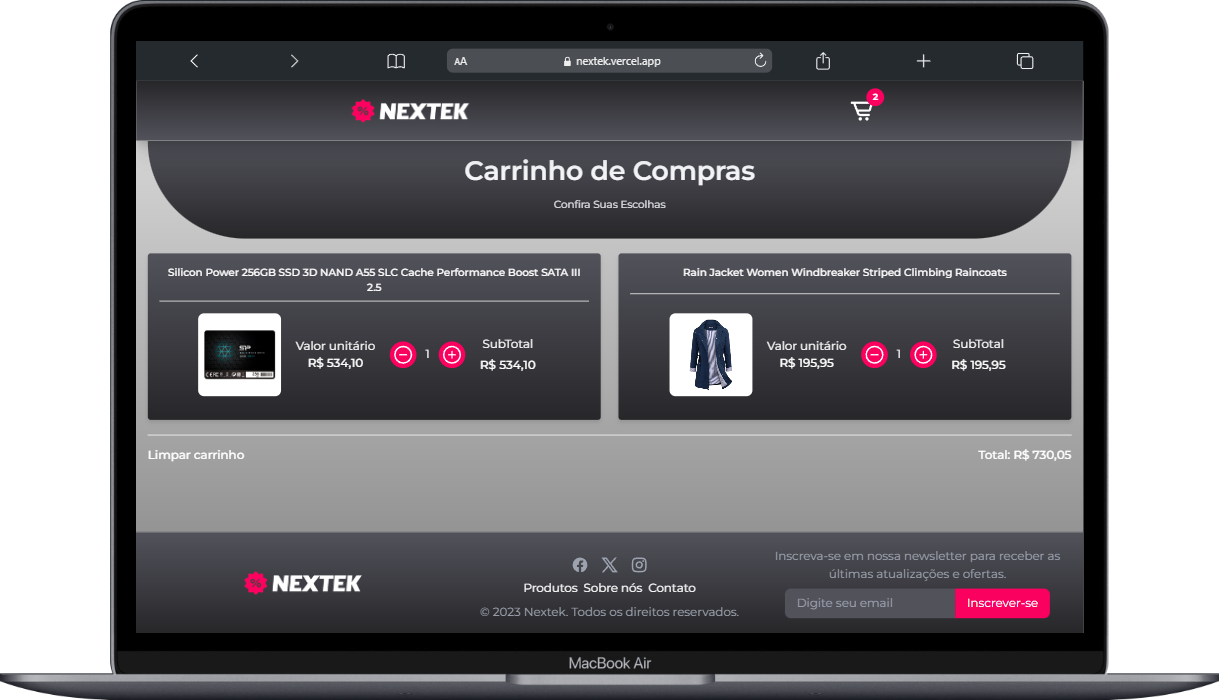 AA
nextek.vercel.app
NEXTEK
2
Carrinho de Compras
Confira Suas Escolhas
Silicon Power 256GB SSD 3D NAND A55 SLC Cache Performance Boost SATA III
2.5
Valor unitário
R$ 534,10
1
SubTotal
R$ 534,10
Rain Jacket Women Windbreaker Striped Climbing Raincoats
Valor unitário
R$ 195,95
1
SubTotal
R$ 195,95
Limpar carrinho
Total: R$ 730,05
NEXTEK
Produtos Sobre nós Contato
© 2023 Nextek. Todos os direitos reservados.
Inscreva-se em nossa newsletter para receber as
últimas atualizações e ofertas.
Digite seu email
Inscrever-se
MacBook Air